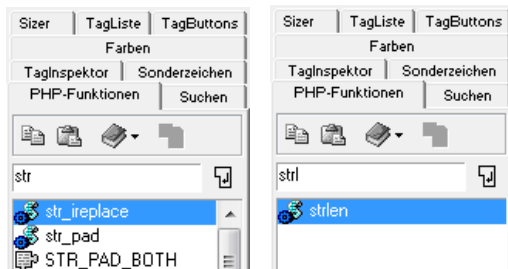 Sizer TagListe TagButtons
Farben
TagInspektor Sonderzeichen
PHP-Funktionen Suchen
str
str_ireplace
str_pad
STR_PAD_BOTH
Sizer TagListe TagButtons
Farben
TagInspektor Sonderzeichen
PHP-Funktionen Suchen
strl
strlen